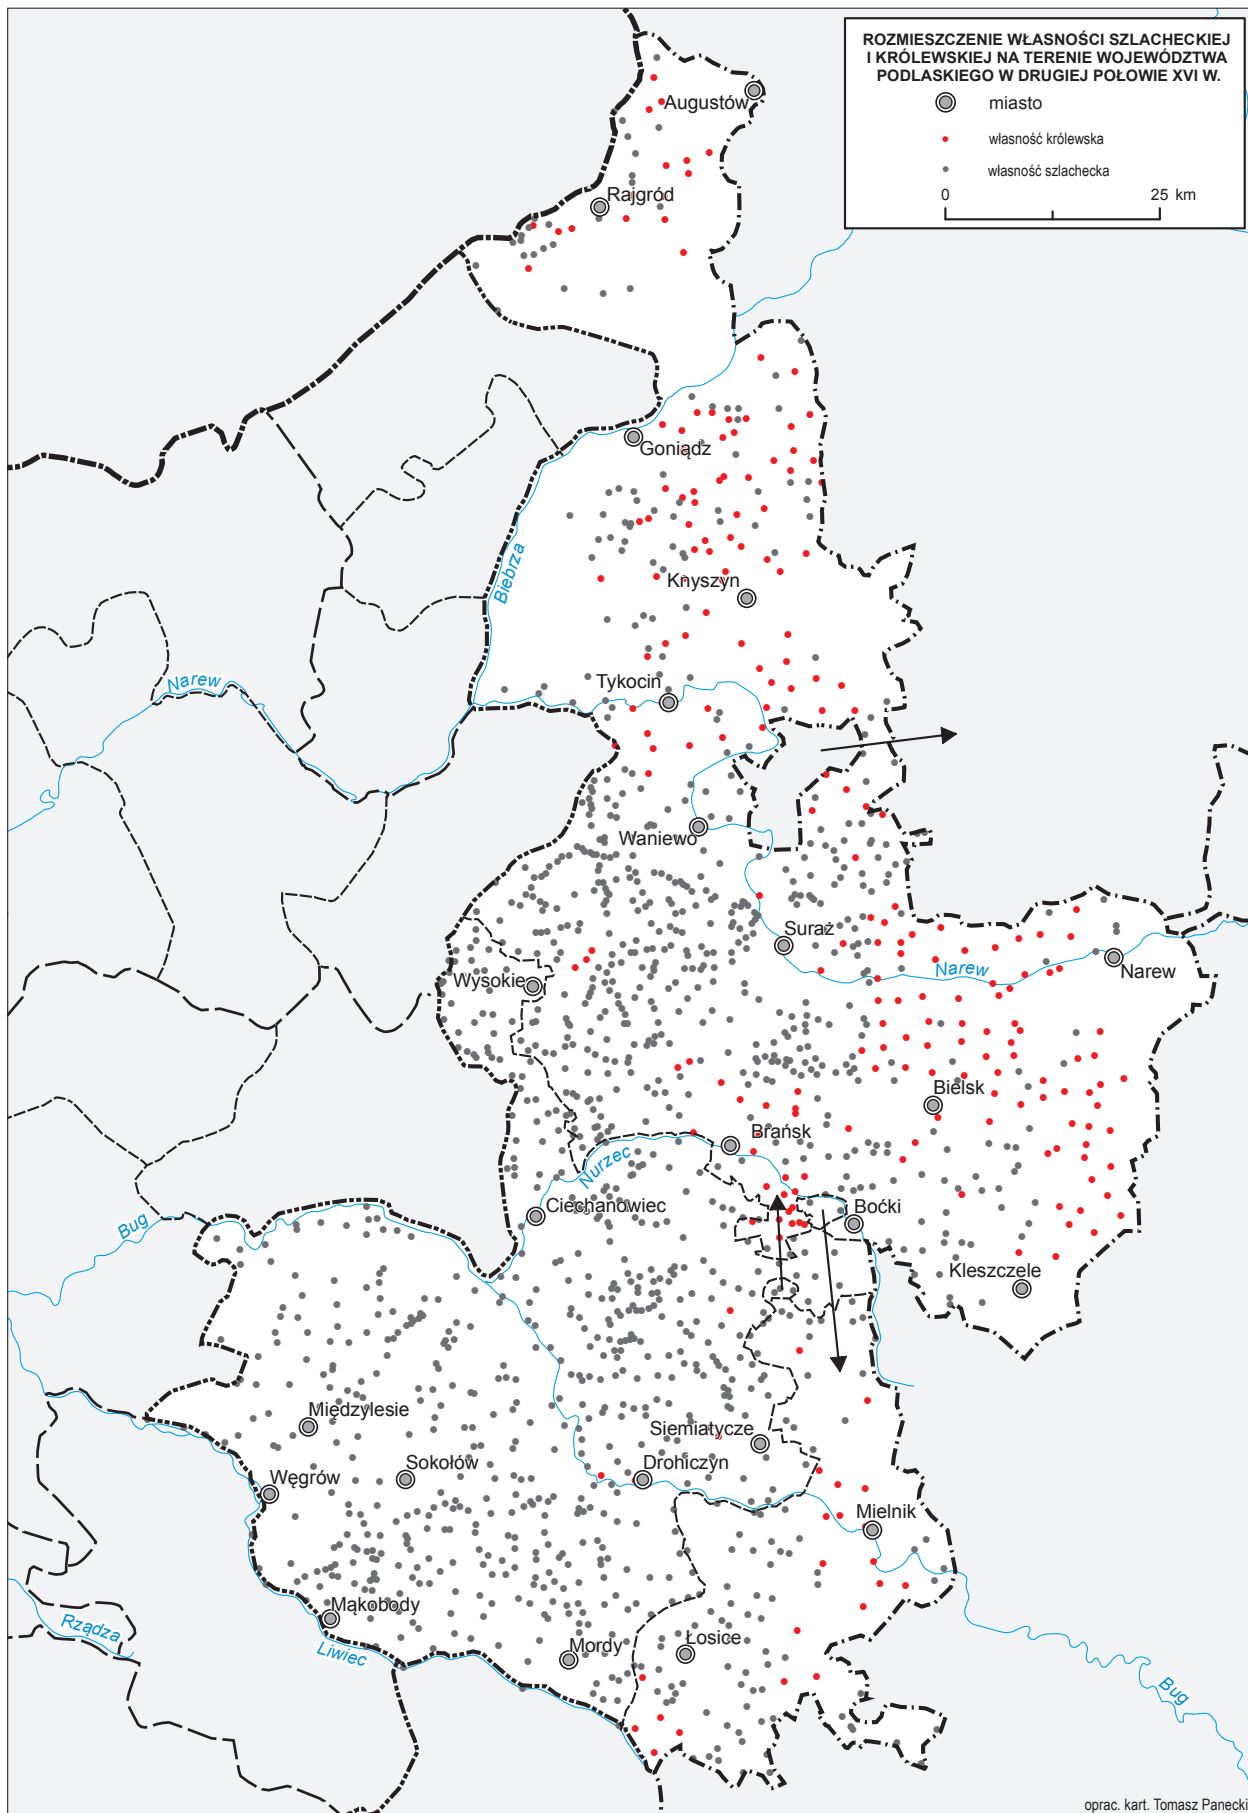 ROZMIESZCZENIE WŁASNOŚCI SZLACHECKIEJ
I KRÓLEWSKIEJ NA TERENIE WOJEWÓDZTWA
PODLASKIEGO W DRUGIEJ POŁOWIE XVI W.
miasto
własność królewska
własność szlachecka
0 25 km
Augustów
Rajgród
Goniądz
Biebrza
Knyszyn
Narew
Tykocin
Waniewo
Suraż
Narew
Narew
Wysokie
Bielsk
Brańsk
Nurzec
Ciechanowiec
Boćki
Bug
Kleszczele
Międzylesie
Siemiatycze
Sokołów
Drohiczyn
Węgrów
Mielnik
Mąkobody
Rządza
Liwiec
Mordy
Łosice
Bug
oprac. kart. Tomasz Panecki